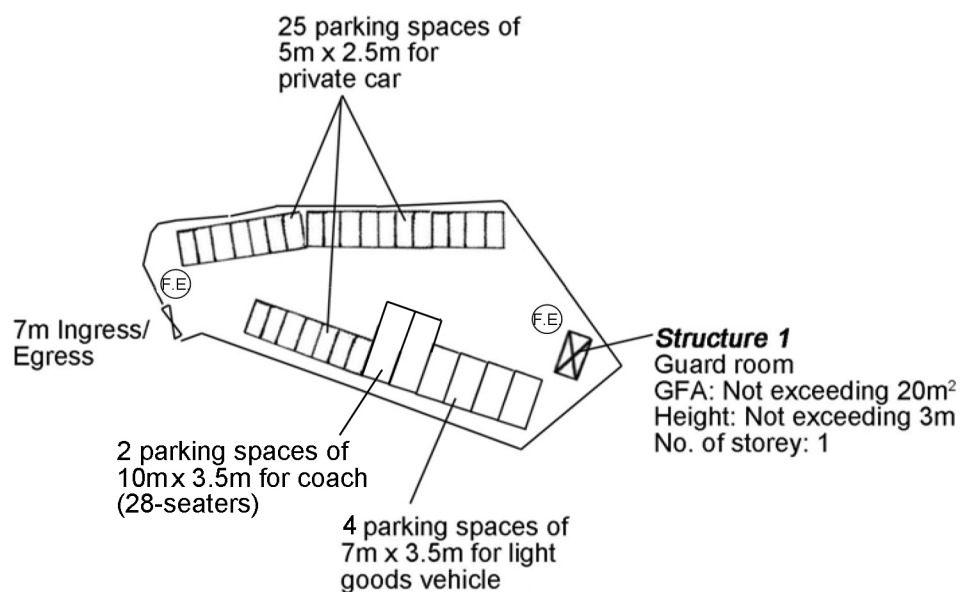 25 parking spaces of
5m x 2.5m for
private car
F.E.
7m Ingress/
Egress
F.E.
Structure 1
Guard room
GFA: Not exceeding 20m²
Height: Not exceeding 3m
No. of storey: 1
2 parking spaces of
10m x 3.5m for coach
(28-seaters)
4 parking spaces of
7m x 3.5m for light
goods vehicle